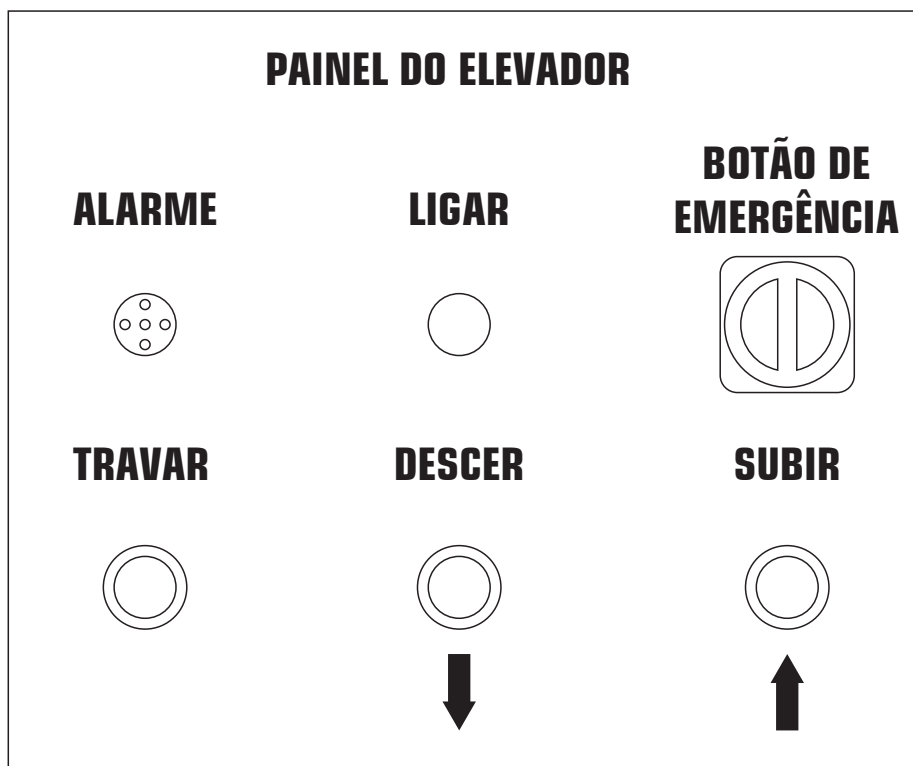 PAINEL DO ELEVADOR
ALARME
LIGAR
BOTÃO DE
EMERGÊNCIA
TRAVAR
DESCER
SUBIR